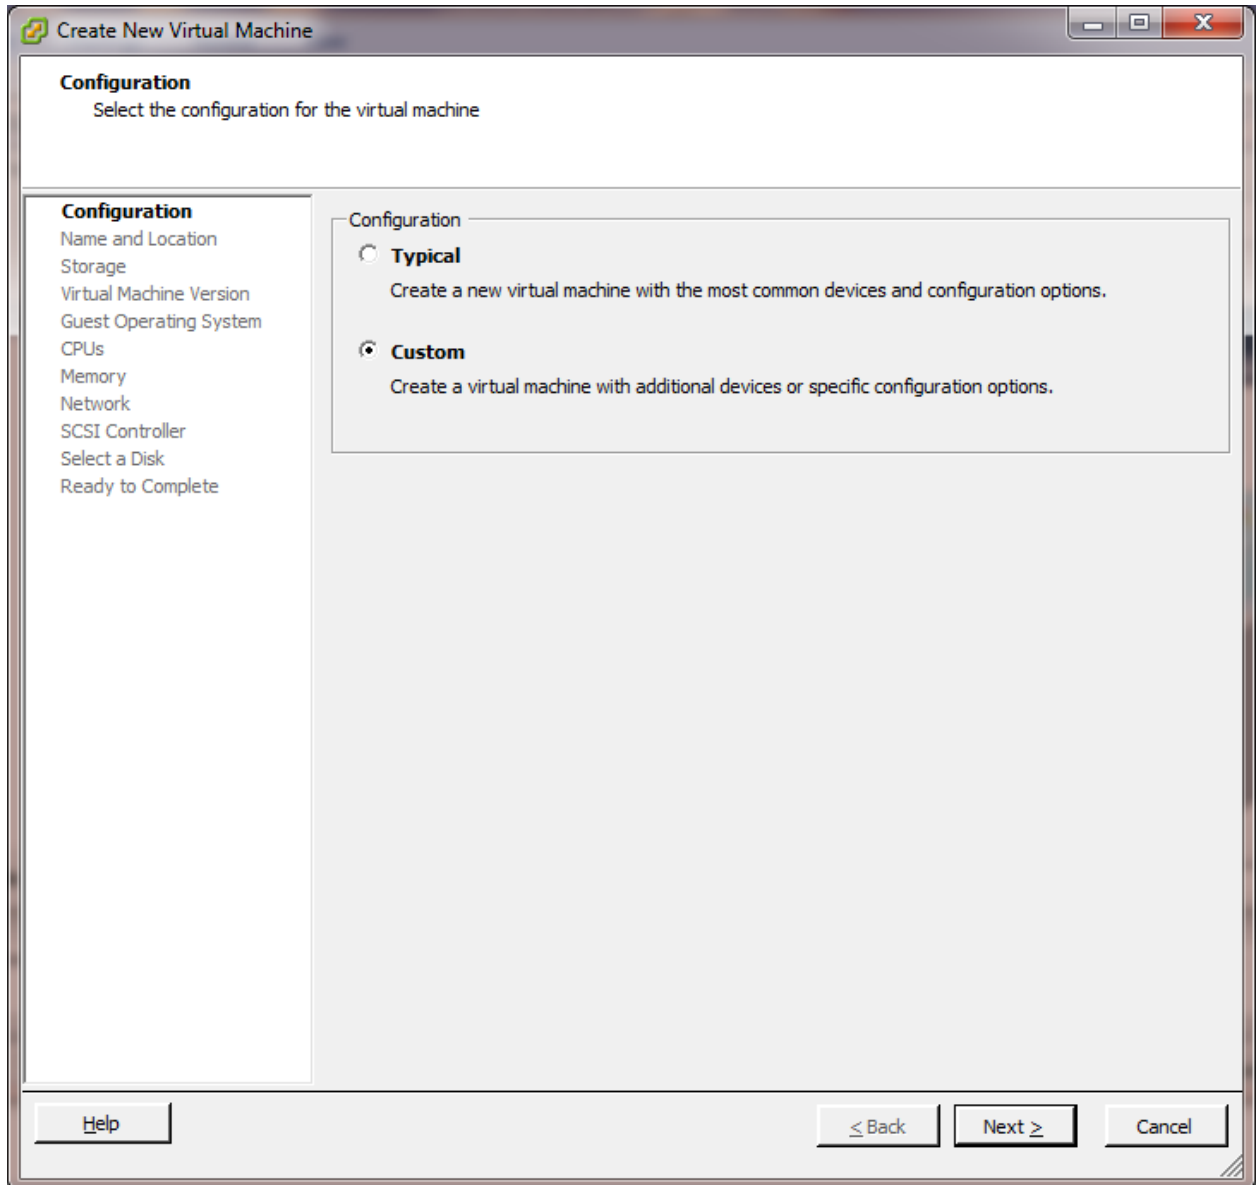 Create New Virtual Machine
Configuration
Select the configuration for the virtual machine
Configuration
Name and Location
Storage
Virtual Machine Version
Guest Operating System
CPUs
Memory
Network
SCSI Controller
Select a Disk
Ready to Complete
Configuration
Typical
Create a new virtual machine with the most common devices and configuration options.
Custom
Create a virtual machine with additional devices or specific configuration options.
Help
< Back
Next >
Cancel